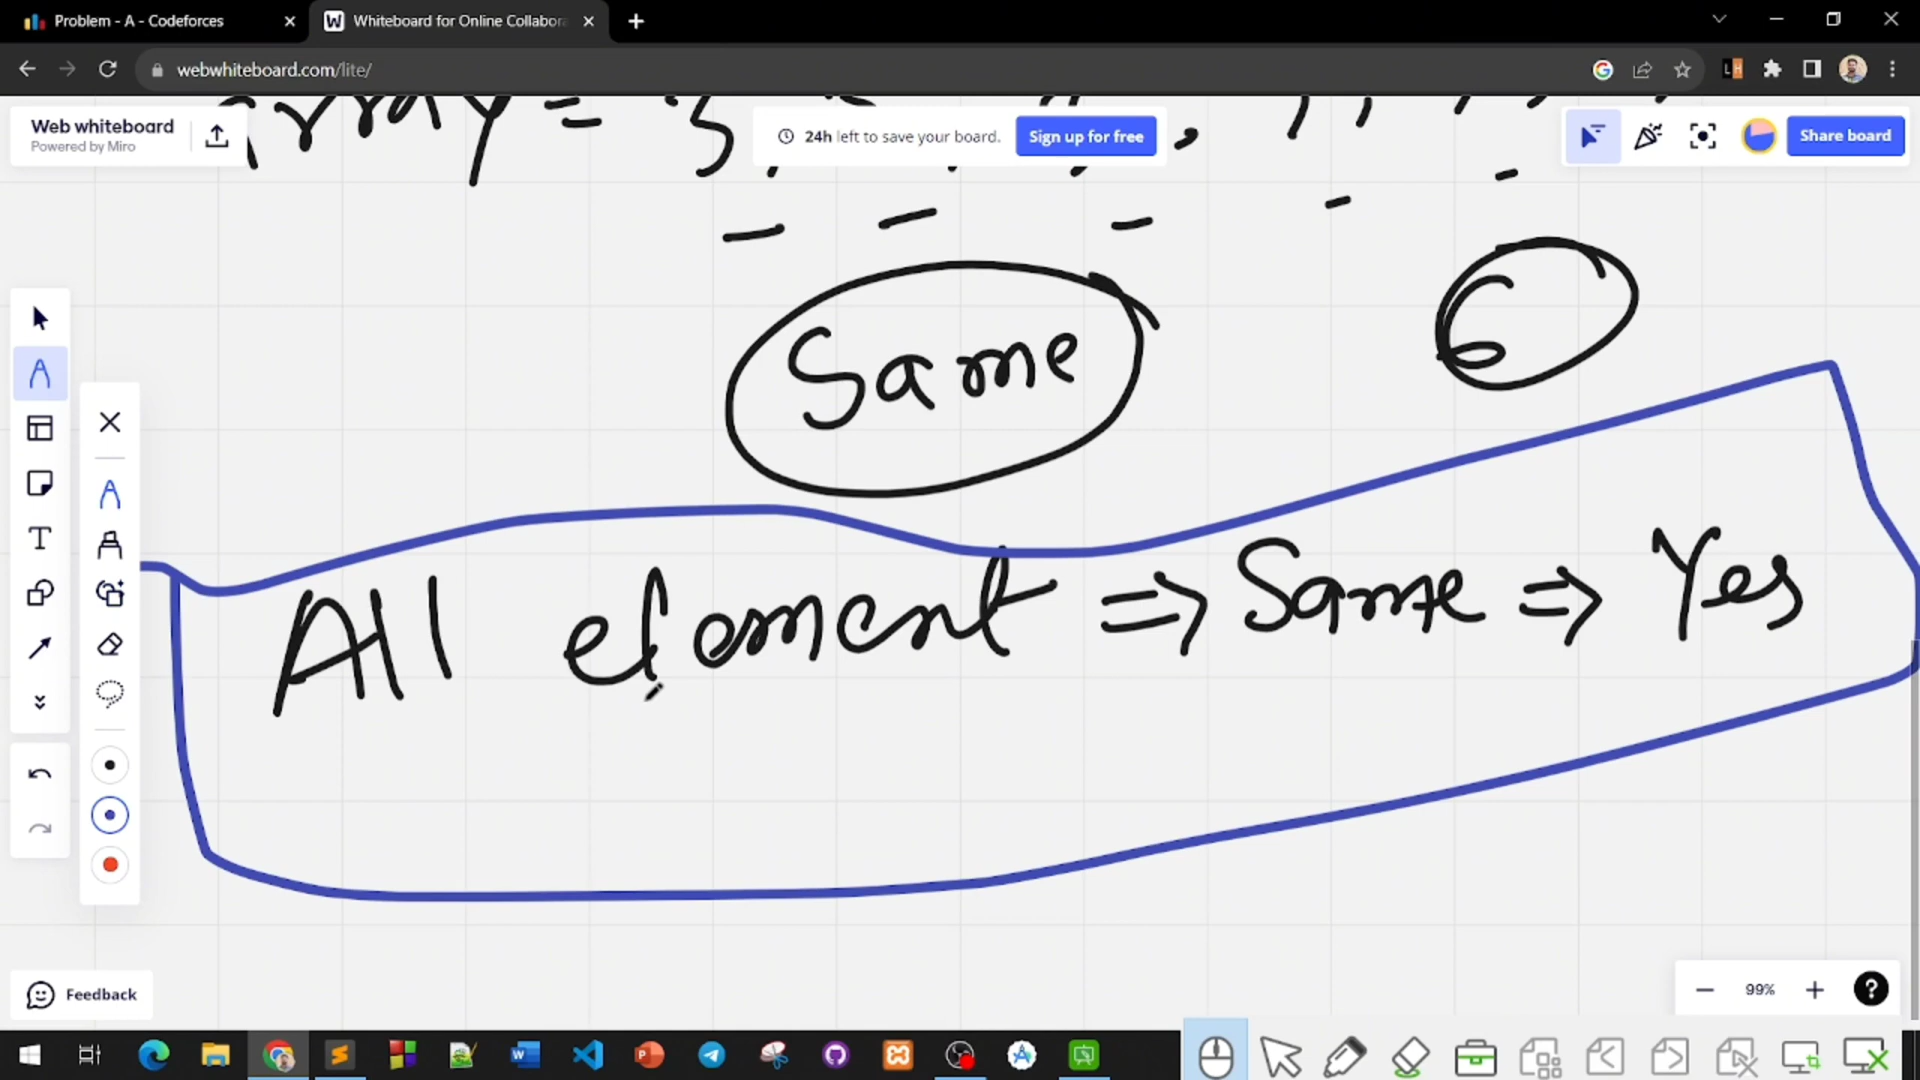 Problem - A - Codeforces
Whiteboard for Online Collabor
webwhiteboard.com/lite/
Array =
Web whiteboard
Powered by Miro
24h left to save your board.
Sign up for free
Share board
Same
6
All element => Same => Yes
Feedback
99%